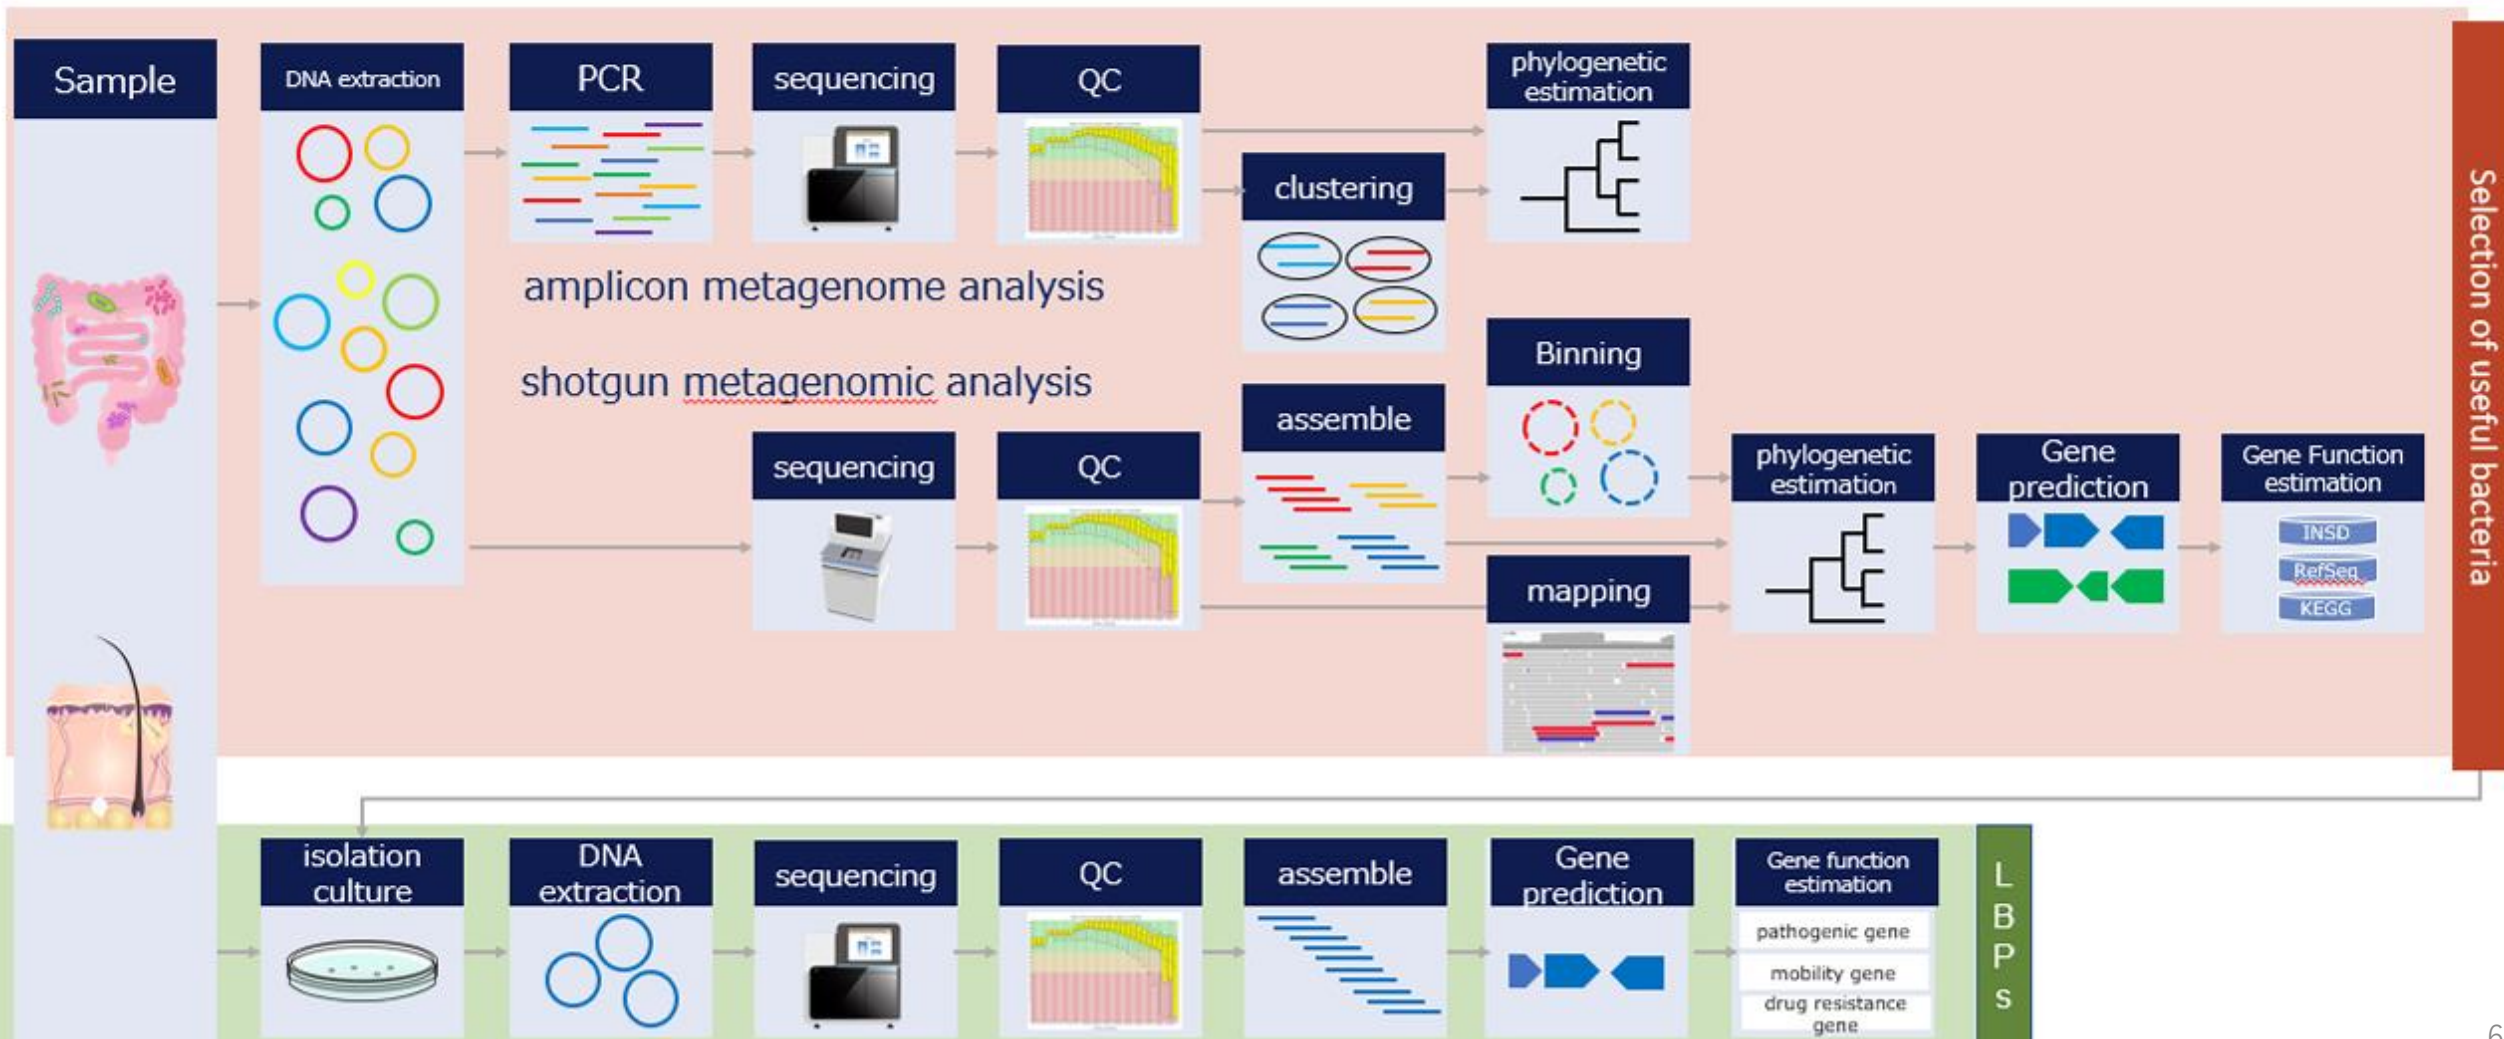 Sample
DNA extraction
PCR
sequencing
QC
phylogenetic
estimation
clustering
amplicon metagenome analysis
shotgun metagenomic analysis
sequencing
QC
assemble
Binning
mapping
phylogenetic
estimation
Gene
prediction
Gene Function
estimation
INSD
RefSeq
KEGG
Selection of useful bacteria
isolation
culture
DNA
extraction
sequencing
QC
assemble
Gene
prediction
Gene function
estimation
pathogenic gene
mobility gene
drug resistance
gene
L
B
P
s
6